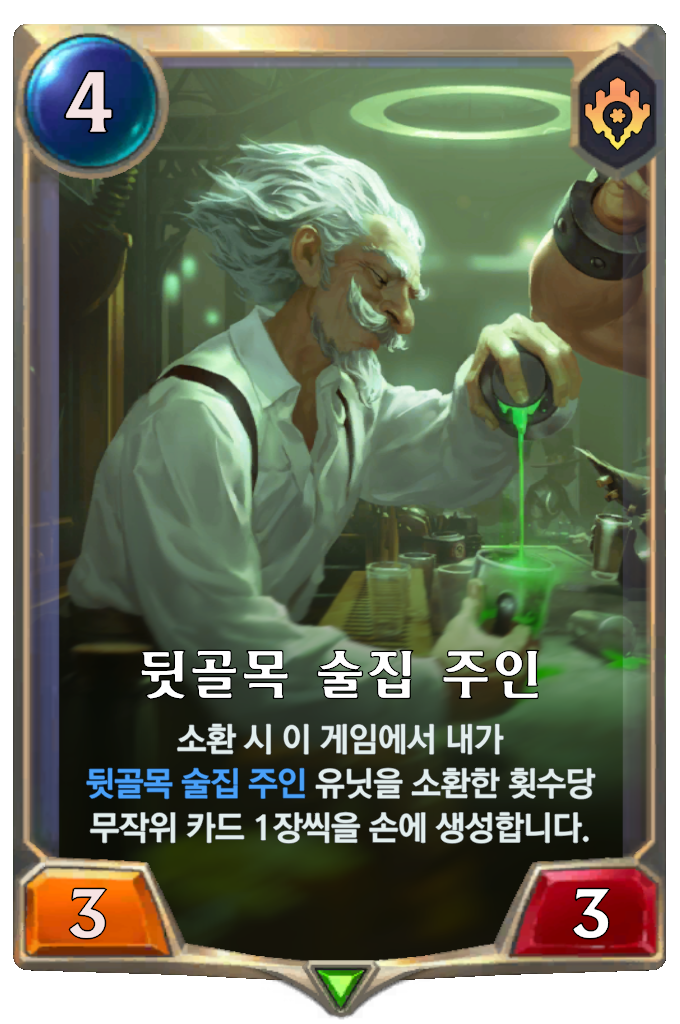 4
뒷골목 술집 주인
소환 시 이 게임에서 내가
뒷골목 술집 주인 유닛을 소환한 횟수당
무작위 카드 1장씩을 손에 생성합니다.
3
3